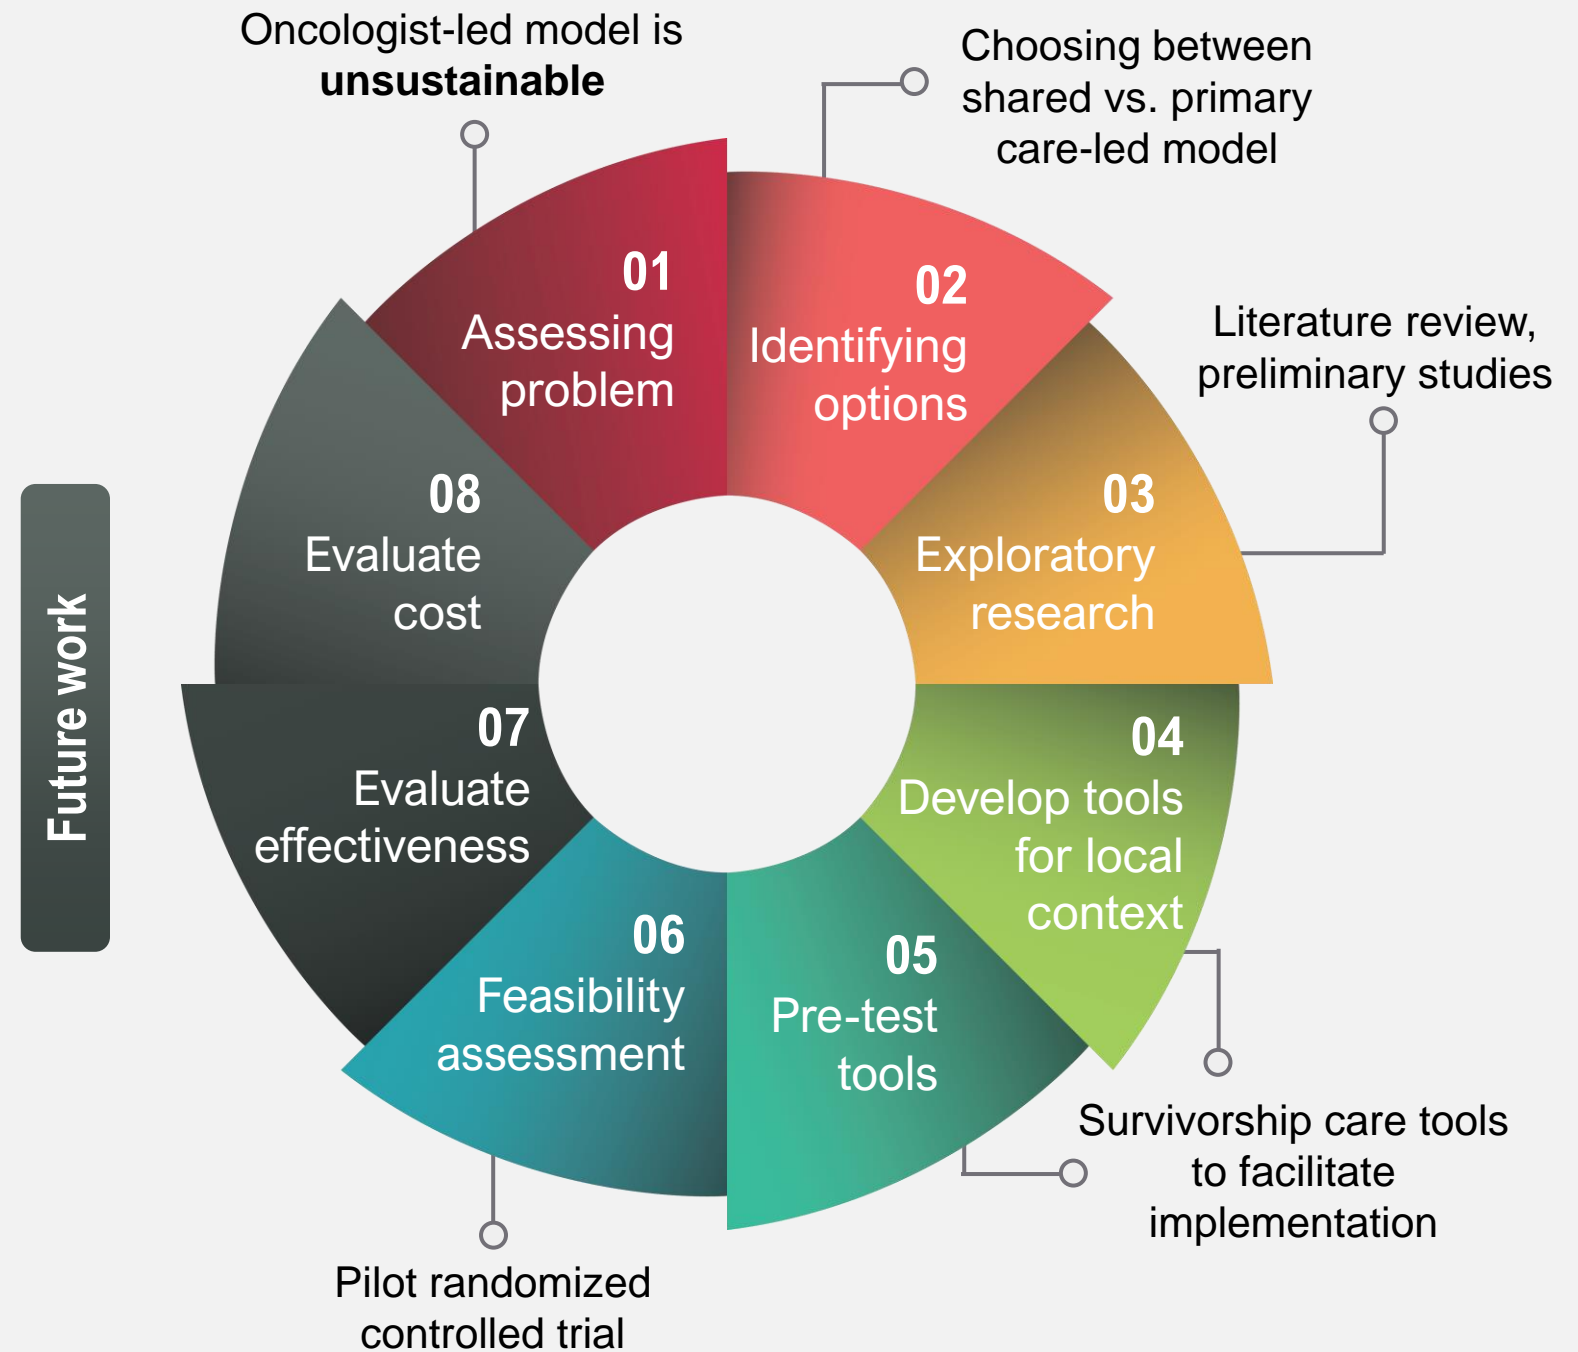 Oncologist-led model is
unsustainable
Choosing between
shared vs. primary
care-led model
01
Assessing
problem
02
Identifying
options
Literature review,
preliminary studies
03
Exploratory
research
04
Develop tools
for local
context
Survivorship care tools
to facilitate
implementation
05
Pre-test
tools
06
Feasibility
assessment
Pilot randomized
controlled trial
07
Evaluate
effectiveness
08
Evaluate
cost
Future work